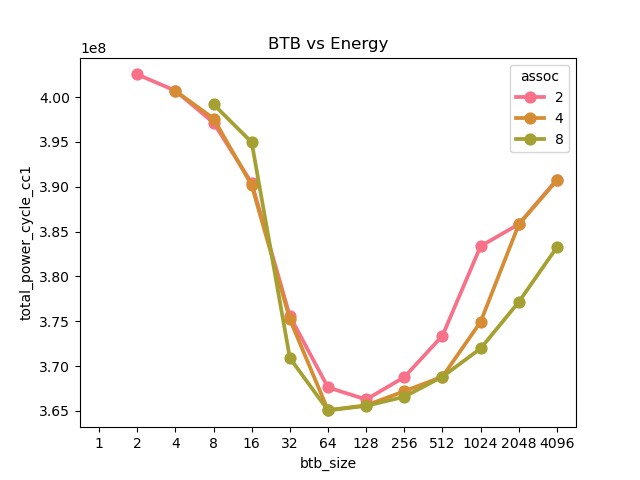 BTB vs Energy
1e8
assoc
2
4
8
4.00
3.95
3.90
3.85
3.80
3.75
3.70
3.65
total_power_cycle_cc1
1 2 4 8 16 32 64 128 256 512 1024 2048 4096
btb_size